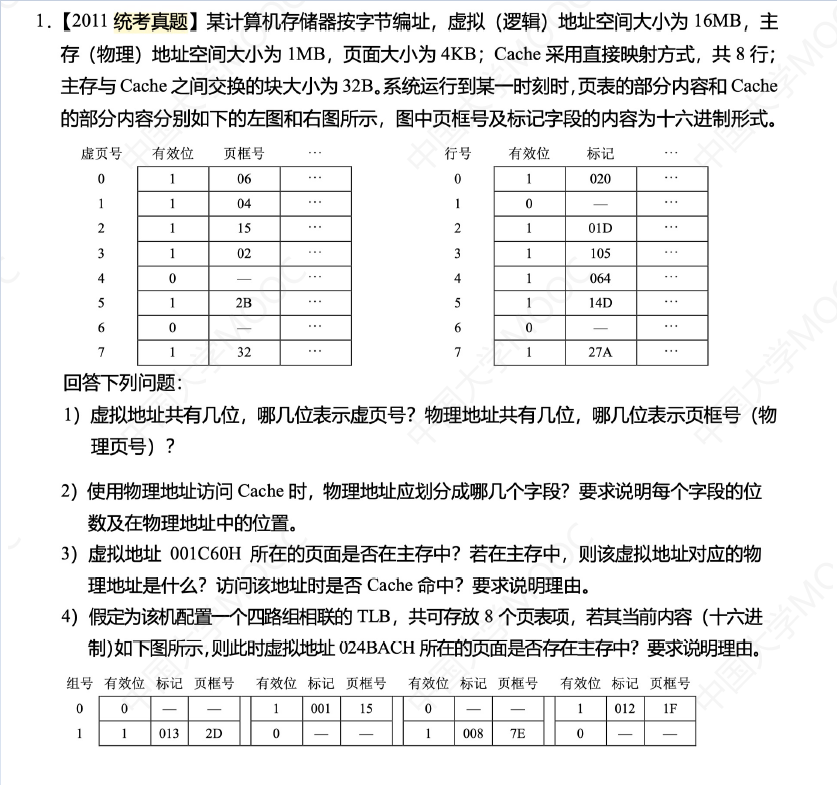 1.【2011 统考真题】某计算机存储器按字节编址，虚拟（逻辑）地址空间大小为 16MB，主
存（物理）地址空间大小为 1MB，页面大小为 4KB；Cache 采用直接映射方式，共 8 行；
主存与 Cache 之间交换的块大小为 32B。系统运行到某一时刻时，页表的部分内容和 Cache
的部分内容分别如下的左图和右图所示，图中页框号及标记字段的内容为十六进制形式。
虚页号 有效位 页框号 … 行号 有效位 标记 …
0 1 06 … 0 1 020 …
1 1 04 … 1 0 — …
2 1 15 … 2 1 01D …
3 1 02 … 3 1 105 …
4 0 — … 4 1 064 …
5 1 2B … 5 1 14D …
6 0 — … 6 0 — …
7 1 32 … 7 1 27A …
回答下列问题：
1）虚拟地址共有几位，哪几位表示虚页号？物理地址共有几位，哪几位表示页框号（物
理页号）？
2）使用物理地址访问 Cache 时，物理地址应划分成哪几个字段？要求说明每个字段的位
数及在物理地址中的位置。
3）虚拟地址 001C60H 所在的页面是否在主存中？若在主存中，则该虚拟地址对应的物
理地址是什么？访问该地址时是否 Cache 命中？要求说明理由。
4）假定为该机配置一个四路组相联的 TLB，共可存放 8 个页表项，若其当前内容（十六进
制）如下图所示，则此时虚拟地址 024BACH 所在的页面是否存在主存中？要求说明理由。
组号 有效位 标记 页框号 有效位 标记 页框号 有效位 标记 页框号 有效位 标记 页框号
0 0 — — 1 001 15 0 — — 1 012 1F
1 1 013 2D 0 — — 1 008 7E 0 — —
中国大学MOOC